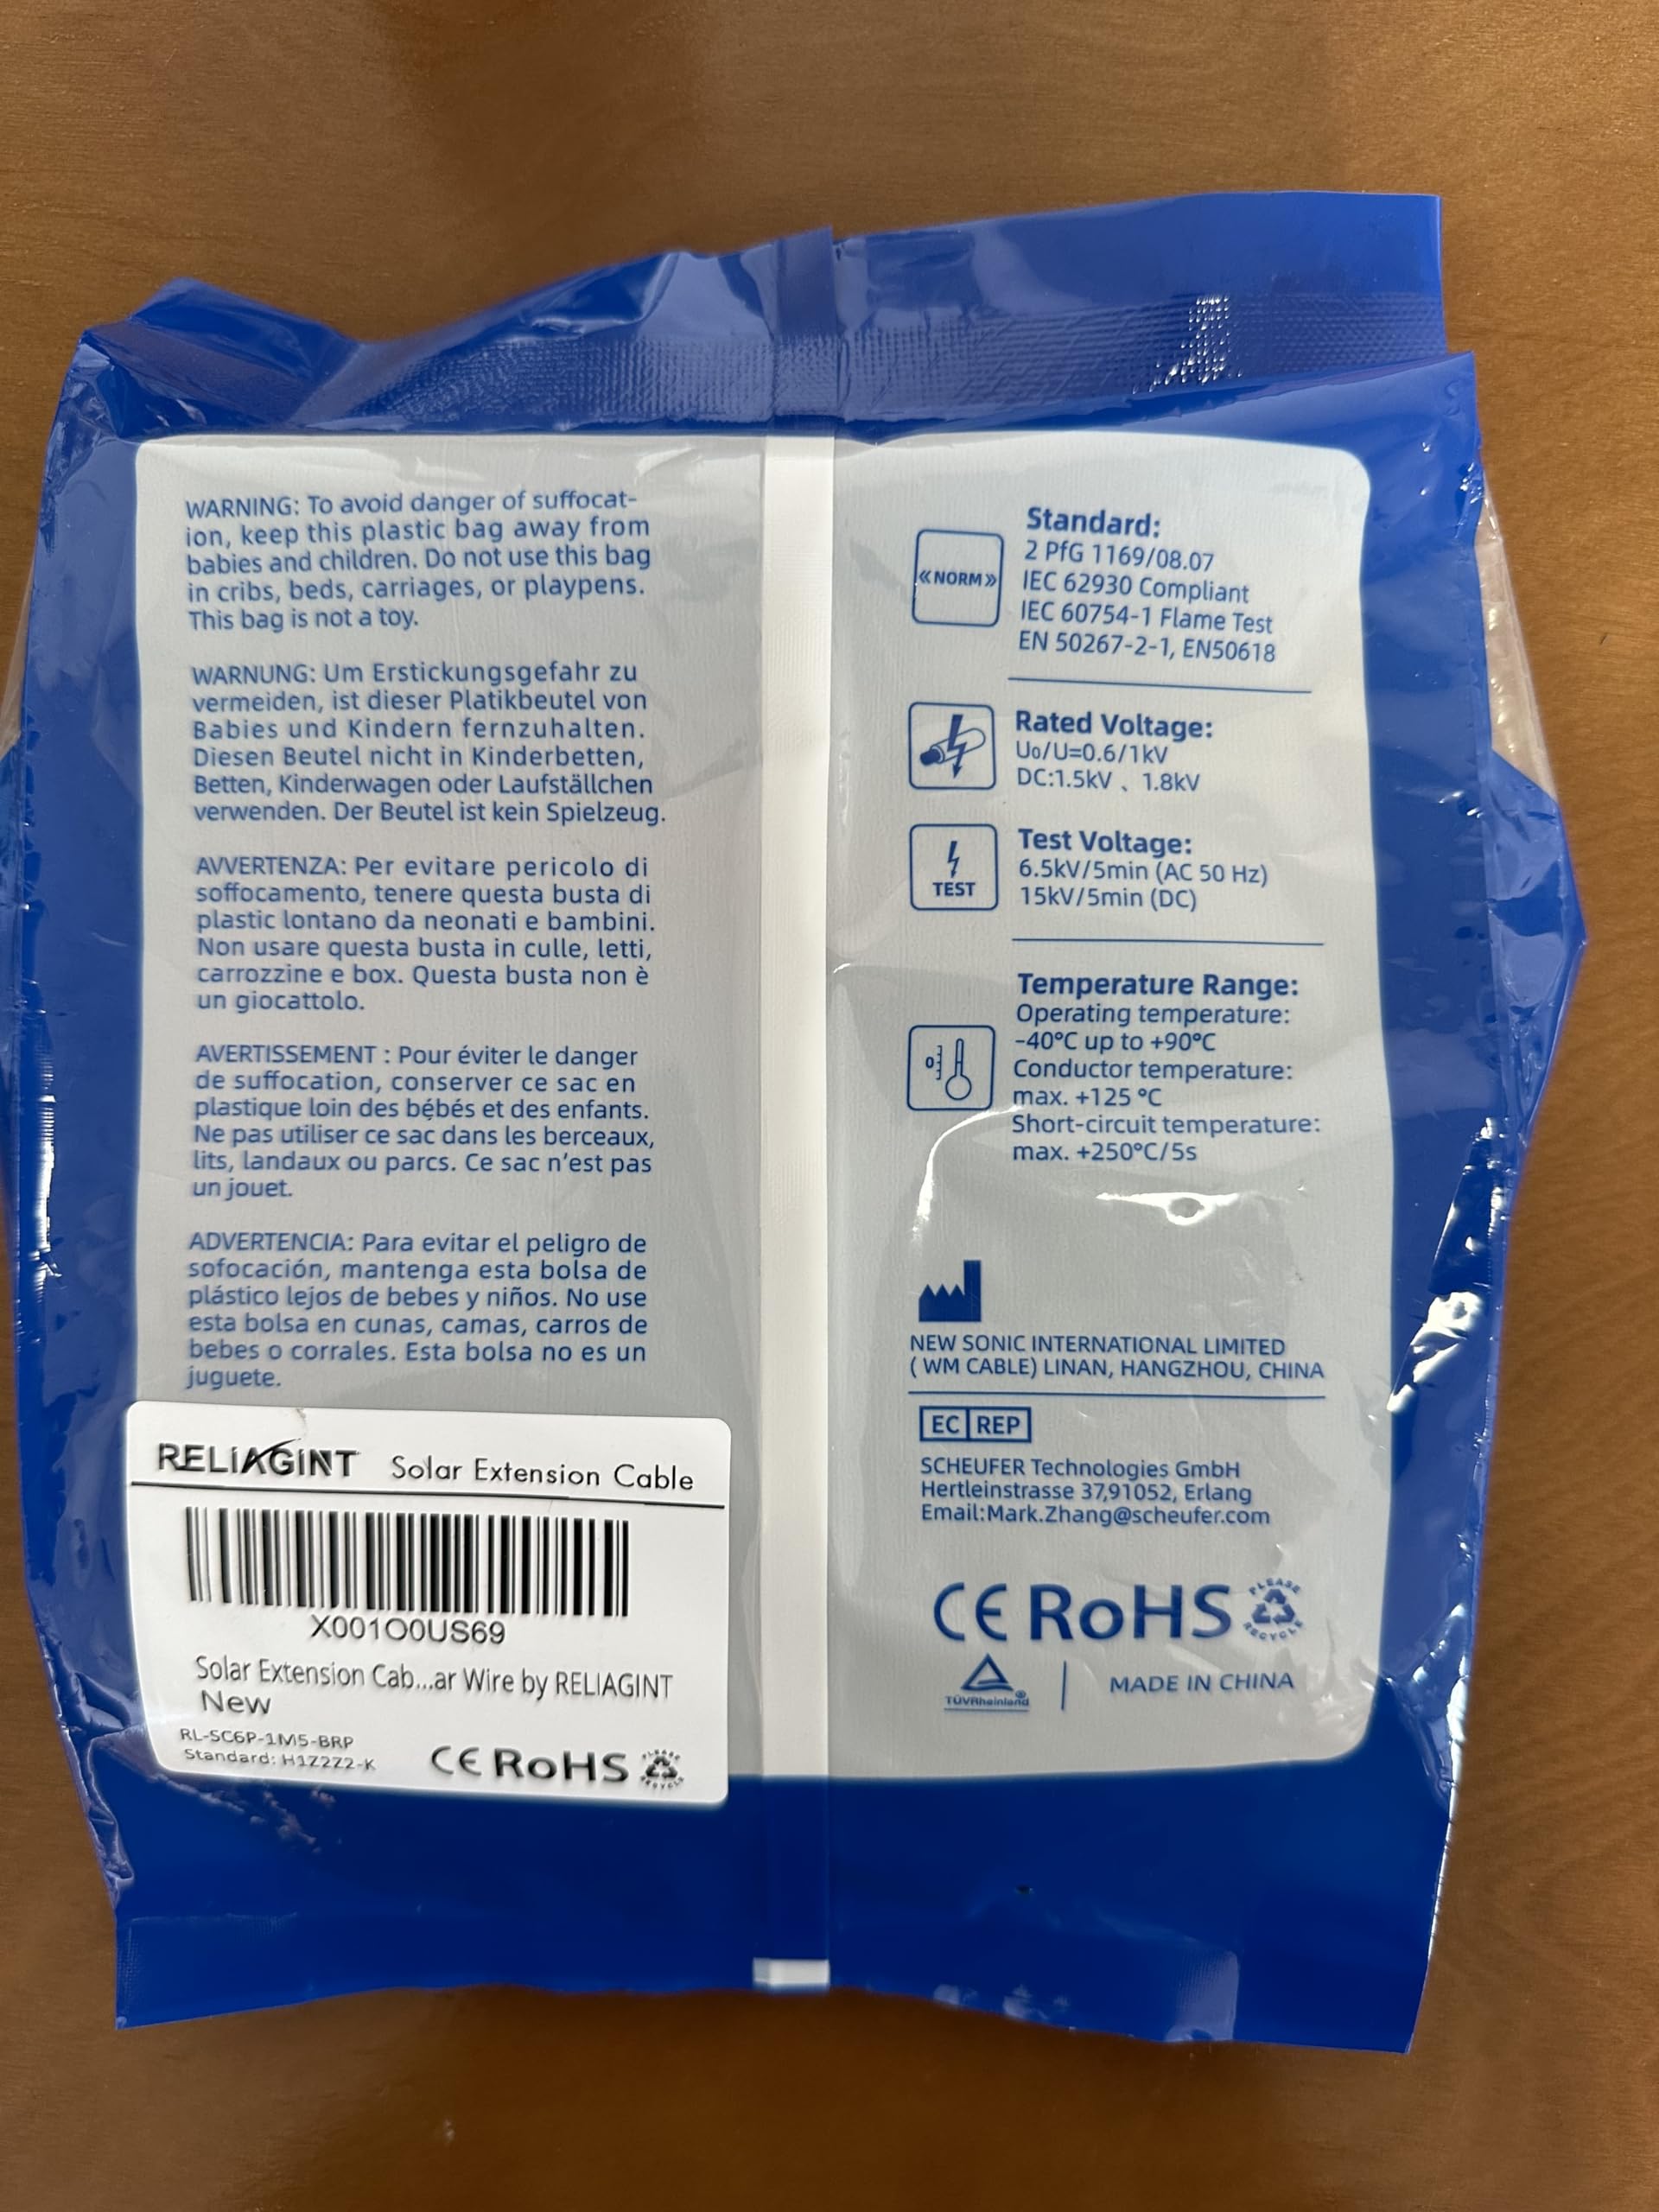 WARNING: To avoid danger of suffocat-
ion, keep this plastic bag away from
babies and children. Do not use this bag
in cribs, beds, carriages, or playpens.
This bag is not a toy.
WARNUNG: Um Erstickungsgefahr zu
vermeiden, ist dieser Platikbeutel von
Babies und Kindern fernzuhalten.
Diesen Beutel nicht in Kinderbetten,
Betten, Kinderwagen oder Laufställchen
verwenden. Der Beutel ist kein Spielzeug.
AVVERTENZA: Per evitare pericolo di
soffocamento, tenere questa busta di
plastic lontano da neonati e bambini.
Non usare questa busta in culle, letti,
carrozzine e box. Questa busta non è
un giocattolo.
AVERTISSEMENT : Pour éviter le danger
de suffocation, conserver ce sac en
plastique loin des bébés et des enfants.
Ne pas utiliser ce sac dans les berceaux,
lits, landaux ou parcs. Ce sac n'est pas
un jouet.
ADVERTENCIA: Para evitar el peligro de
sofocación, mantenga esta bolsa de
plástico lejos de bebes y niños. No use
esta bolsa en cunas, camas, carros de
bebes o corrales. Esta bolsa no es un
juguete.
RELIAGINT Solar Extension Cable
X001O0US69
Solar Extension Cab...ar Wire by RELIAGINT
New
RL-SC6P-1M5-BRP
Standard: H1Z2Z2-K
CE RoHS PLEASE RECYCLE
«NORM»
Standard:
2 PfG 1169/08.07
IEC 62930 Compliant
IEC 60754-1 Flame Test
EN 50267-2-1, EN50618
Rated Voltage:
U₀/U=0.6/1kV
DC:1.5kV 、1.8kV
TEST
Test Voltage:
6.5kV/5min (AC 50 Hz)
15kV/5min (DC)
0
Temperature Range:
Operating temperature:
-40°C up to +90°C
Conductor temperature:
max. +125 °C
Short-circuit temperature:
max. +250°C/5s
NEW SONIC INTERNATIONAL LIMITED
( WM CABLE) LINAN, HANGZHOU, CHINA
EC REP
SCHEUFER Technologies GmbH
Hertleinstrasse 37,91052, Erlang
Email:Mark.Zhang@scheufer.com
CE RoHS PLEASE RECYCLE
TÜVRheinland® | MADE IN CHINA